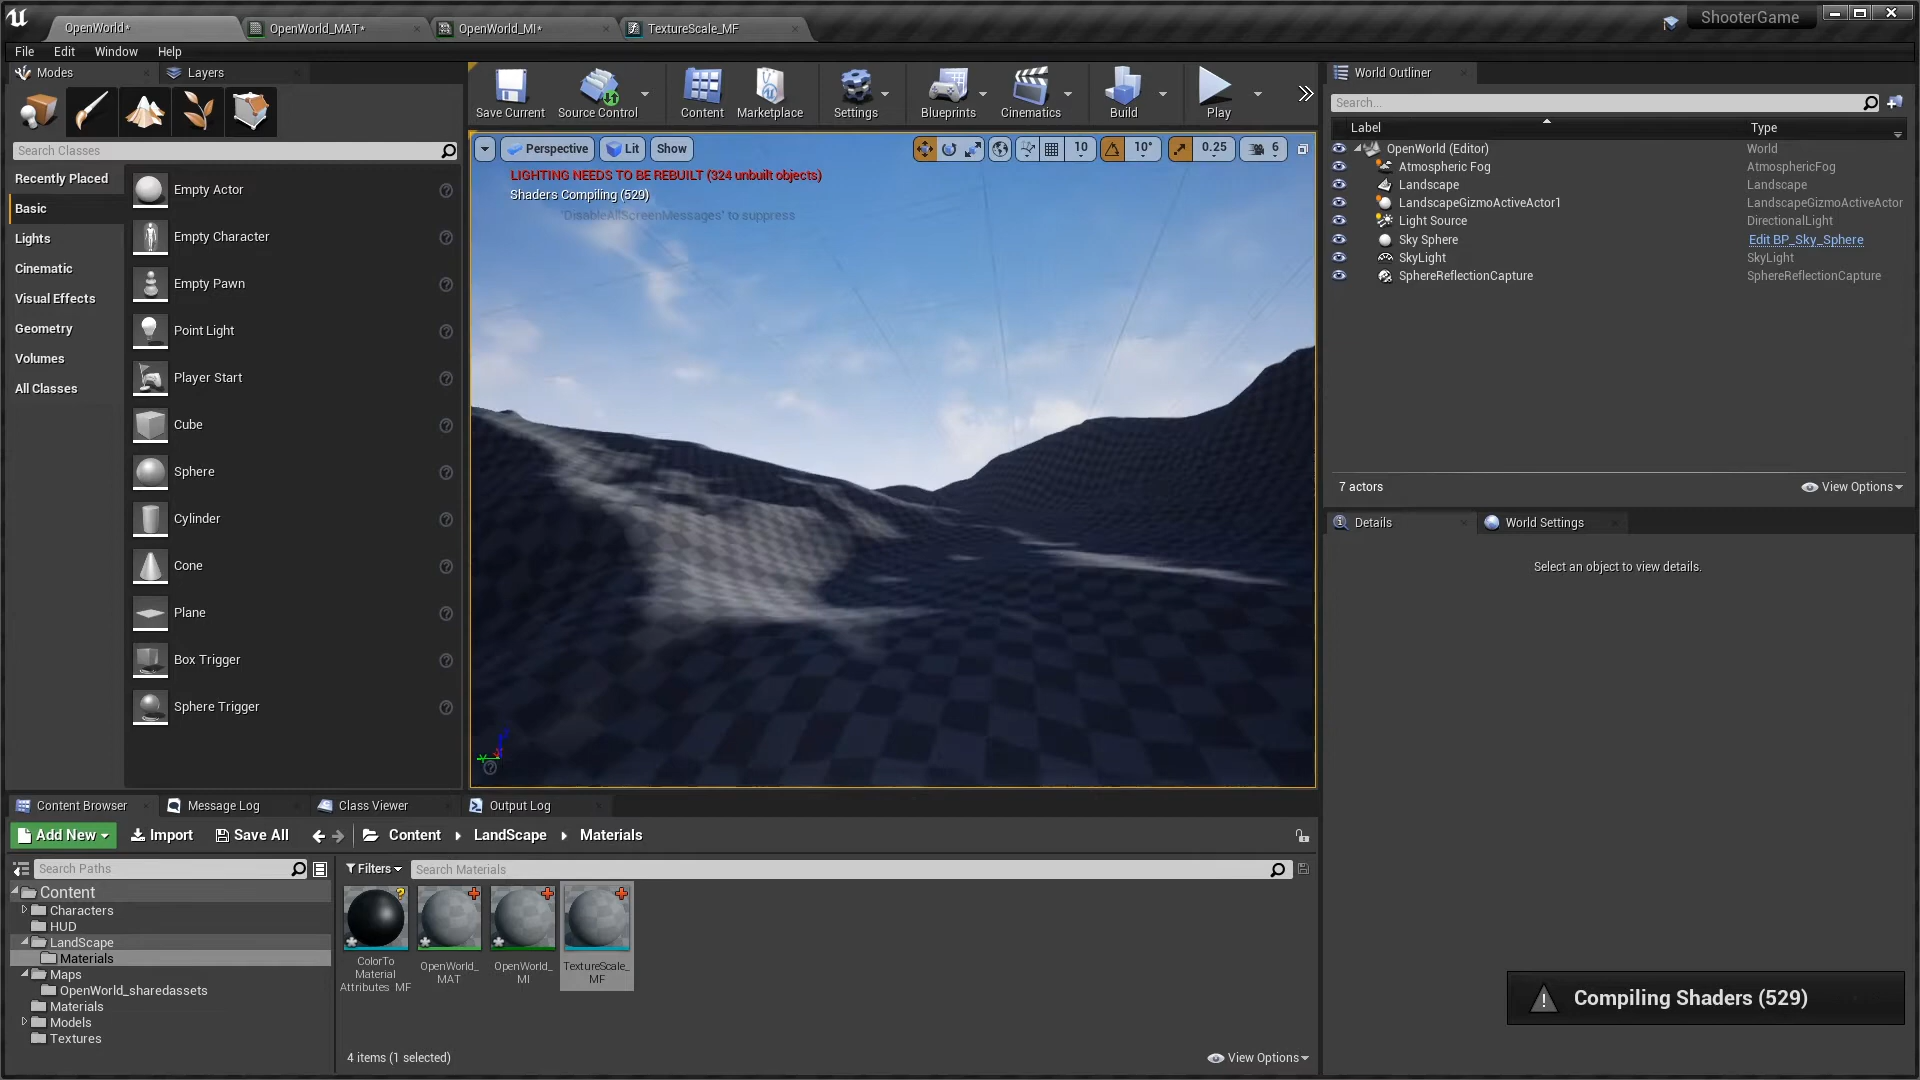 OpenWorld*
OpenWorld_MAT*
OpenWorld_MI*
TextureScale_MF
ShooterGame
File
Edit
Window
Help
Modes
Layers
Search Classes
Recently Placed
Basic
Lights
Cinematic
Visual Effects
Geometry
Volumes
All Classes
Empty Actor
Empty Character
Empty Pawn
Point Light
Player Start
Cube
Sphere
Cylinder
Cone
Plane
Box Trigger
Sphere Trigger
Save Current
Source Control
Content
Marketplace
Settings
Blueprints
Cinematics
Build
Play
Perspective
Lit
Show
10
10°
0.25
6
LIGHTING NEEDS TO BE REBUILT (324 unbuilt objects)
Shaders Compiling (529)
'DisableAllScreenMessages' to suppress
World Outliner
Search...
Label
Type
OpenWorld (Editor)
World
Atmospheric Fog
AtmosphericFog
Landscape
Landscape
LandscapeGizmoActiveActor1
LandscapeGizmoActiveActor
Light Source
DirectionalLight
Sky Sphere
Edit BP_Sky_Sphere
SkyLight
SkyLight
SphereReflectionCapture
SphereReflectionCapture
7 actors
View Options
Details
World Settings
Select an object to view details.
Content Browser
Message Log
Class Viewer
Output Log
Add New
Import
Save All
Content
LandScape
Materials
Search Paths
Filters
Search Materials
Content
Characters
HUD
LandScape
Materials
Maps
OpenWorld_sharedassets
Materials
Models
Textures
ColorTo
Material
Attributes_MF
OpenWorld_
MAT
OpenWorld_
MI
TextureScale_
MF
4 items (1 selected)
View Options
Compiling Shaders (529)